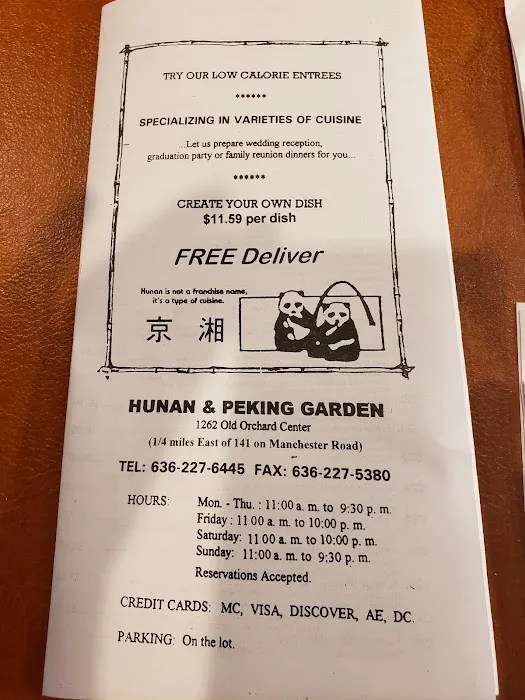 TRY OUR LOW CALORIE ENTREES
******
SPECIALIZING IN VARIETIES OF CUISINE
...Let us prepare wedding reception,
graduation party or family reunion dinners for you...
******
CREATE YOUR OWN DISH
$11.59 per dish
FREE Deliver
Hunan is not a franchise name,
it's a type of cuisine.
京 湘
HUNAN & PEKING GARDEN
1262 Old Orchard Center
(1/4 miles East of 141 on Manchester Road)
TEL: 636-227-6445 FAX: 636-227-5380
HOURS: Mon. - Thu. : 11:00 a. m. to 9:30 p. m.
Friday : 11 00 a. m. to 10:00 p. m.
Saturday: 11 00 a. m. to 10:00 p. m.
Sunday: 11:00 a. m. to 9:30 p. m.
Reservations Accepted.
CREDIT CARDS: MC, VISA, DISCOVER, AE, DC.
PARKING: On the lot.